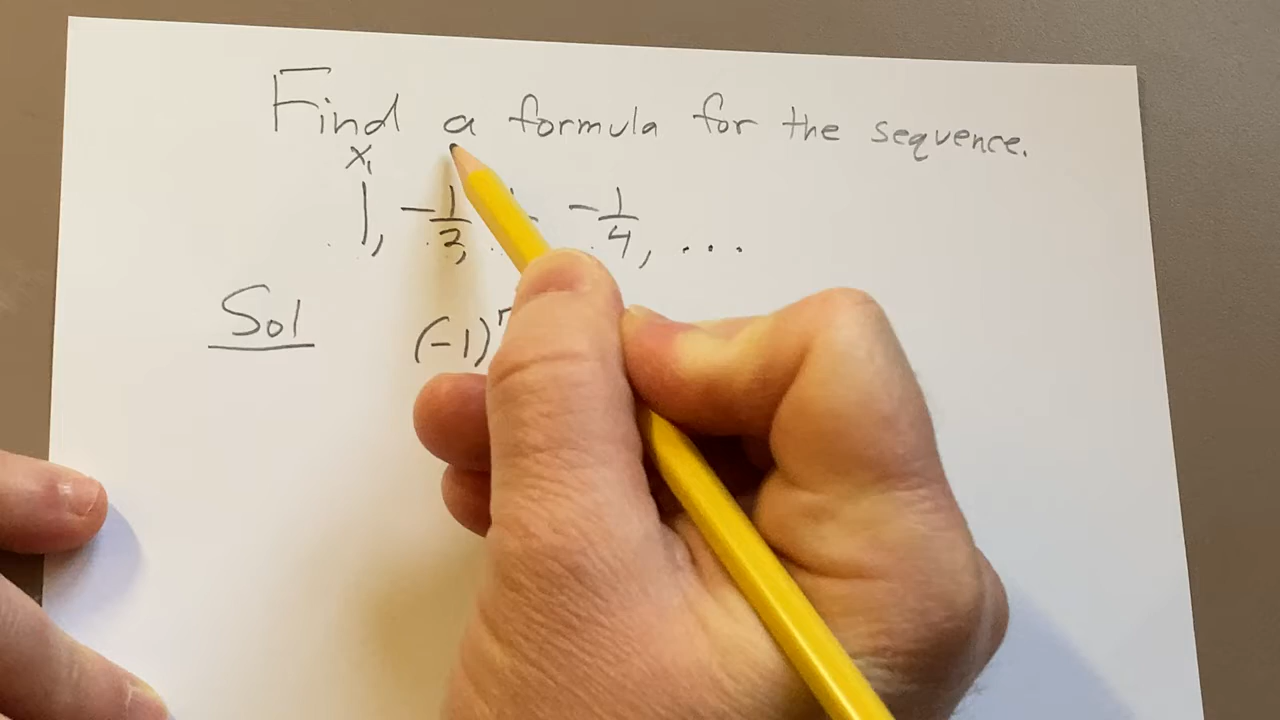 Find a formula for the sequence.
x₁
1, -1/3, -1/4, ...
Sol (-1)